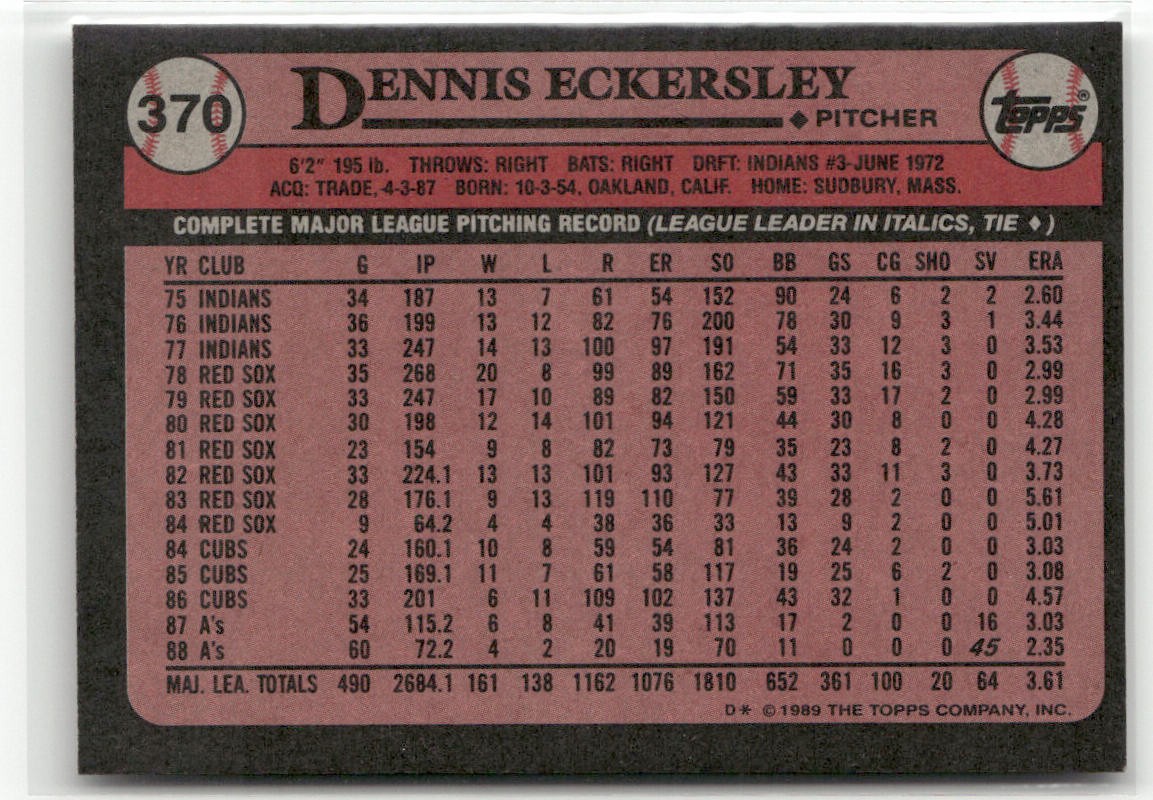 370
DENNIS ECKERSLEY
◆ PITCHER
topps®
6'2" 195 lb. THROWS: RIGHT BATS: RIGHT DRFT: INDIANS #3-JUNE 1972
ACQ: TRADE, 4-3-87 BORN: 10-3-54, OAKLAND, CALIF. HOME: SUDBURY, MASS.
COMPLETE MAJOR LEAGUE PITCHING RECORD (LEAGUE LEADER IN ITALICS, TIE ♦)
YR CLUB G IP W L R ER SO BB GS CG SHO SV ERA
75 INDIANS 34 187 13 7 61 54 152 90 24 6 2 2 2.60
76 INDIANS 36 199 13 12 82 76 200 78 30 9 3 1 3.44
77 INDIANS 33 247 14 13 100 97 191 54 33 12 3 0 3.53
78 RED SOX 35 268 20 8 99 89 162 71 35 16 3 0 2.99
79 RED SOX 33 247 17 10 89 82 150 59 33 17 2 0 2.99
80 RED SOX 30 198 12 14 101 94 121 44 30 8 0 0 4.28
81 RED SOX 23 154 9 8 82 73 79 35 23 8 2 0 4.27
82 RED SOX 33 224.1 13 13 101 93 127 43 33 11 3 0 3.73
83 RED SOX 28 176.1 9 13 119 110 77 39 28 2 0 0 5.61
84 RED SOX 9 64.2 4 4 38 36 33 13 9 2 0 0 5.01
84 CUBS 24 160.1 10 8 59 54 81 36 24 2 0 0 3.03
85 CUBS 25 169.1 11 7 61 58 117 19 25 6 2 0 3.08
86 CUBS 33 201 6 11 109 102 137 43 32 1 0 0 4.57
87 A's 54 115.2 6 8 41 39 113 17 2 0 0 16 3.03
88 A's 60 72.2 4 2 20 19 70 11 0 0 0 45 2.35
MAJ. LEA. TOTALS 490 2684.1 161 138 1162 1076 1810 652 361 100 20 64 3.61
D* ©1989 THE TOPPS COMPANY, INC.